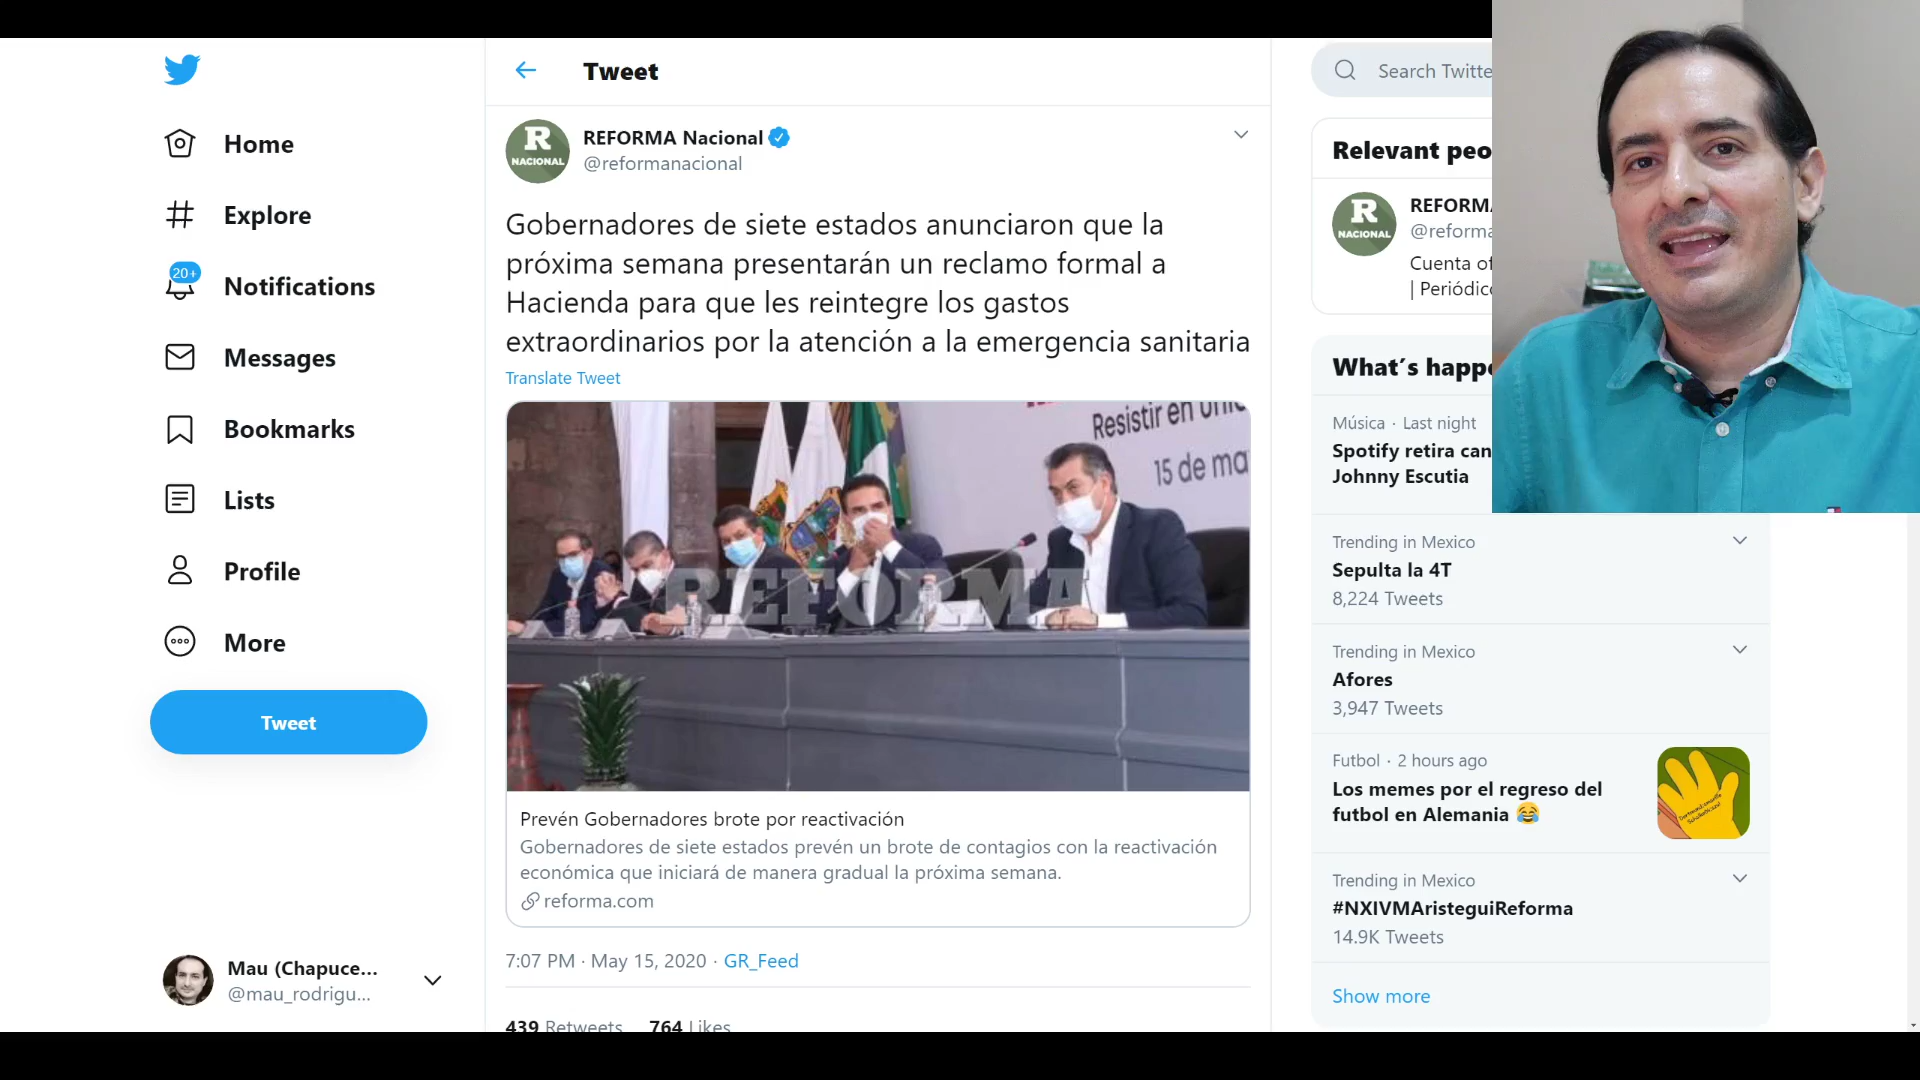 Home
Explore
20+
Notifications
Messages
Bookmarks
Lists
Profile
More
Tweet
Mau (Chapuce...
@mau_rodrigu...
Tweet
R
NACIONAL
REFORMA Nacional
@reformanacional
Gobernadores de siete estados anunciaron que la
próxima semana presentarán un reclamo formal a
Hacienda para que les reintegre los gastos
extraordinarios por la atención a la emergencia sanitaria
Translate Tweet
Resistir en
15 de
REFORMA
Prevén Gobernadores brote por reactivación
Gobernadores de siete estados prevén un brote de contagios con la reactivación
económica que iniciará de manera gradual la próxima semana.
reforma.com
7:07 PM · May 15, 2020 · GR_Feed
439 Retweets 764 Likes
Search Twitte
Relevant peo
R
NACIONAL
REFORMA
@reforma
Cuenta of
| Periódic
What's happe
Música · Last night
Spotify retira can
Johnny Escutia
Trending in Mexico
Sepulta la 4T
8,224 Tweets
Trending in Mexico
Afores
3,947 Tweets
Futbol · 2 hours ago
Los memes por el regreso del
futbol en Alemania 😂
Trending in Mexico
#NXIVMAristeguiReforma
14.9K Tweets
Show more